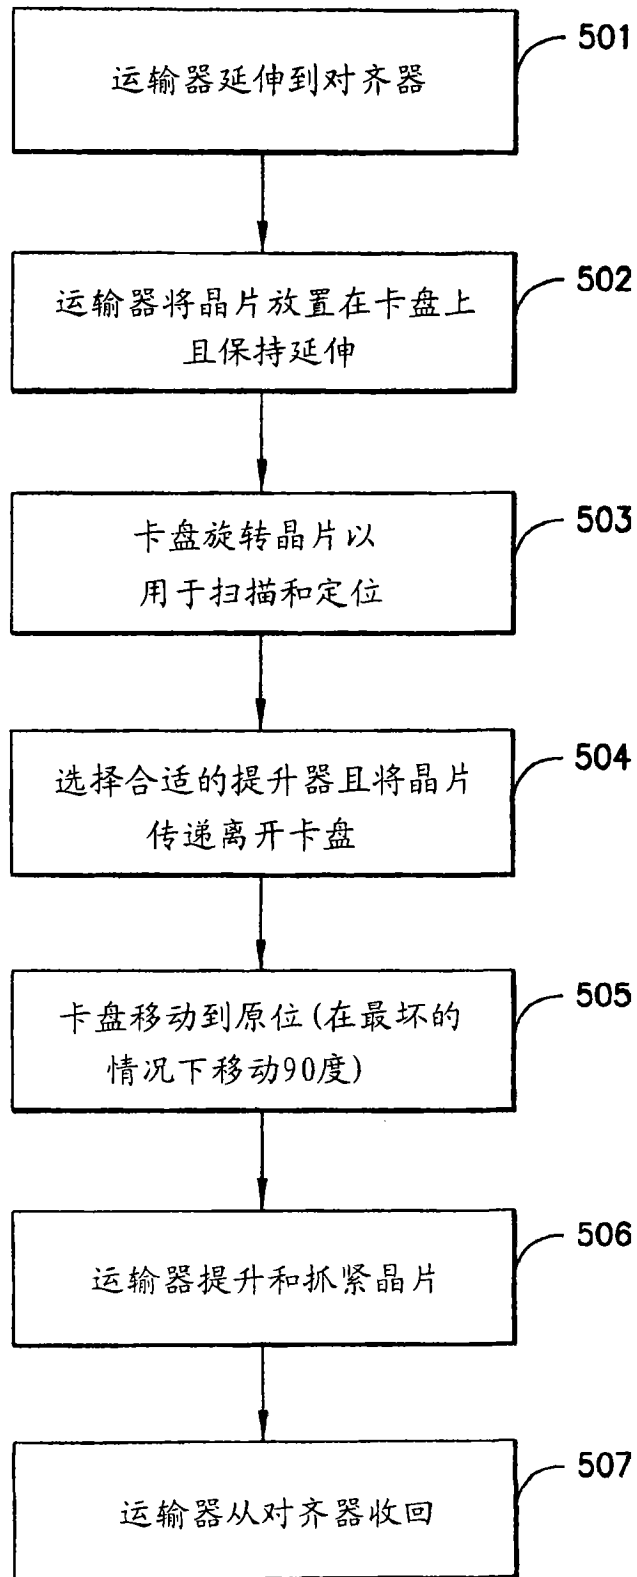 501
运输器延伸到对齐器
502
运输器将晶片放置在卡盘上
且保持延伸
503
卡盘旋转晶片以
用于扫描和定位
504
选择合适的提升器且将晶片
传递离开卡盘
505
卡盘移动到原位(在最坏的
情况下移动90度)
506
运输器提升和抓紧晶片
507
运输器从对齐器收回